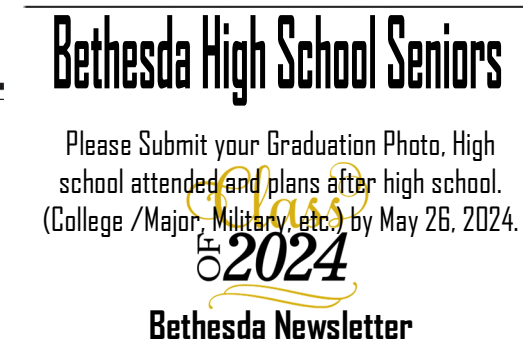 Bethesda High School Seniors
Please Submit your Graduation Photo, High
school attended and plans after high school.
(College /Major, Military, etc.) by May 26, 2024.
Class
OF
2024
Bethesda Newsletter